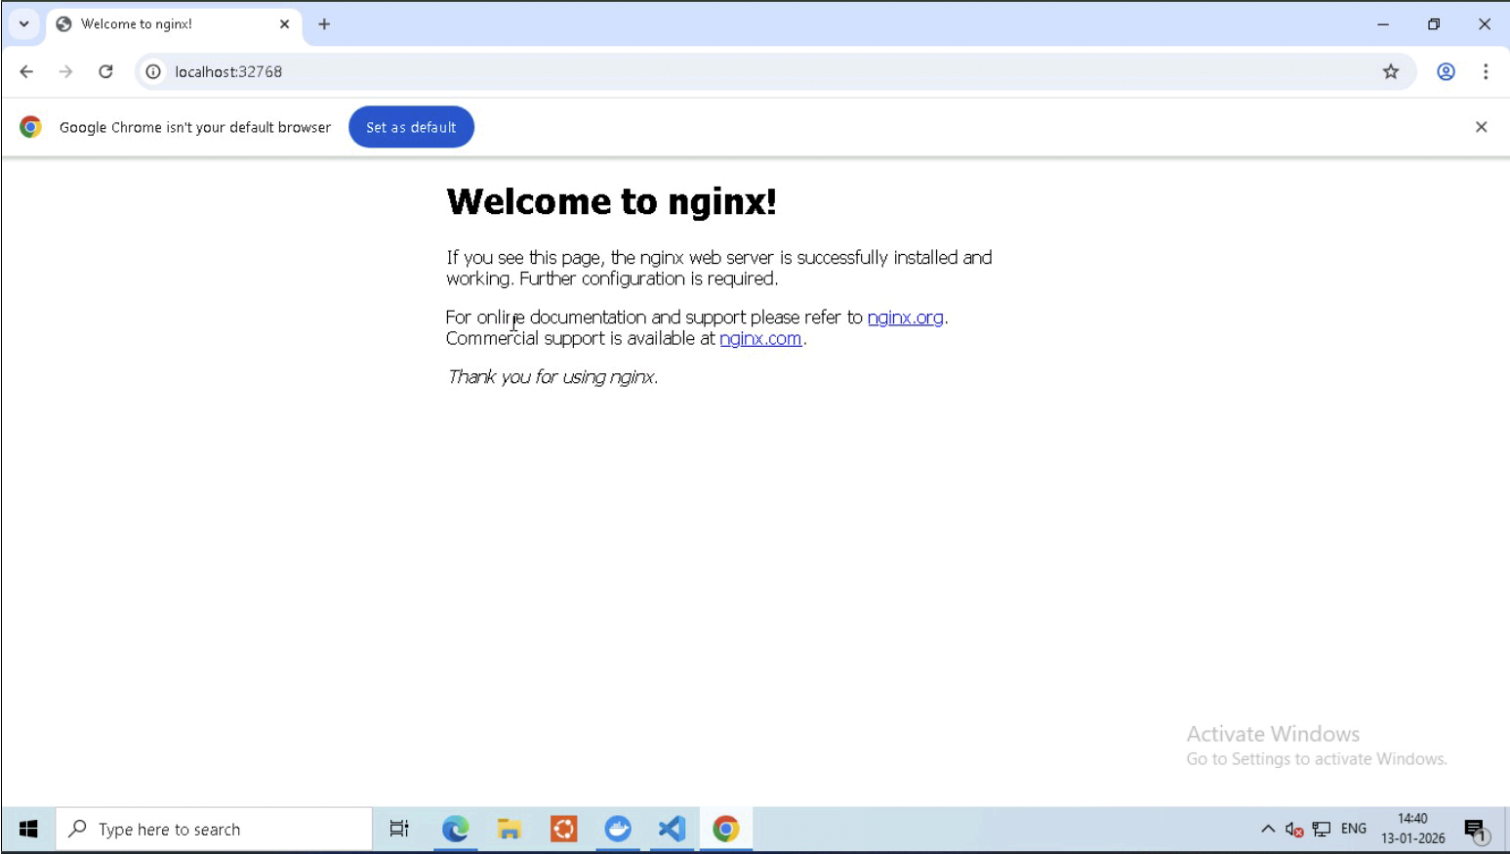 Welcome to nginx!
localhost:32768
Google Chrome isn't your default browser
Set as default
Welcome to nginx!
If you see this page, the nginx web server is successfully installed and
working. Further configuration is required.
For online documentation and support please refer to nginx.org.
Commercial support is available at nginx.com.
Thank you for using nginx.
Activate Windows
Go to Settings to activate Windows.
Type here to search
ENG
14:40
13-01-2026
1